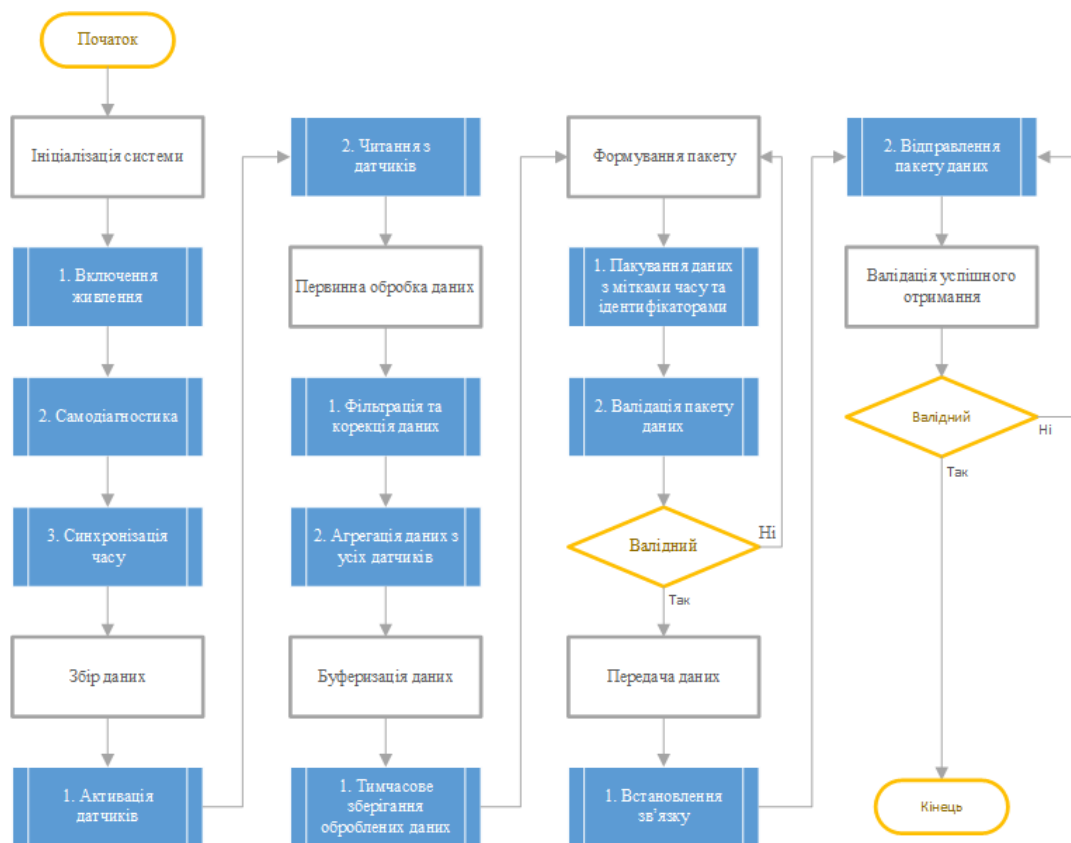 Початок
Ініціалізація системи
1. Включення
живлення
2. Самодіагностика
3. Синхронізація
часу
Збір даних
1. Активація
датчиків
2. Читання з
датчиків
Первинна обробка даних
1. Фільтрація та
корекція даних
2. Агрегація даних з
усіх датчиків
Буферизація даних
1. Тимчасове
зберігання
оброблених даних
Формування пакету
1. Пакування даних
з мітками часу та
ідентифікаторами
2. Валідація пакету
даних
Валідний
Ні
Так
Передача даних
1. Встановлення
зв’язку
2. Відправлення
пакету даних
Валідація успішного
отримання
Валідний
Ні
Так
Кінець